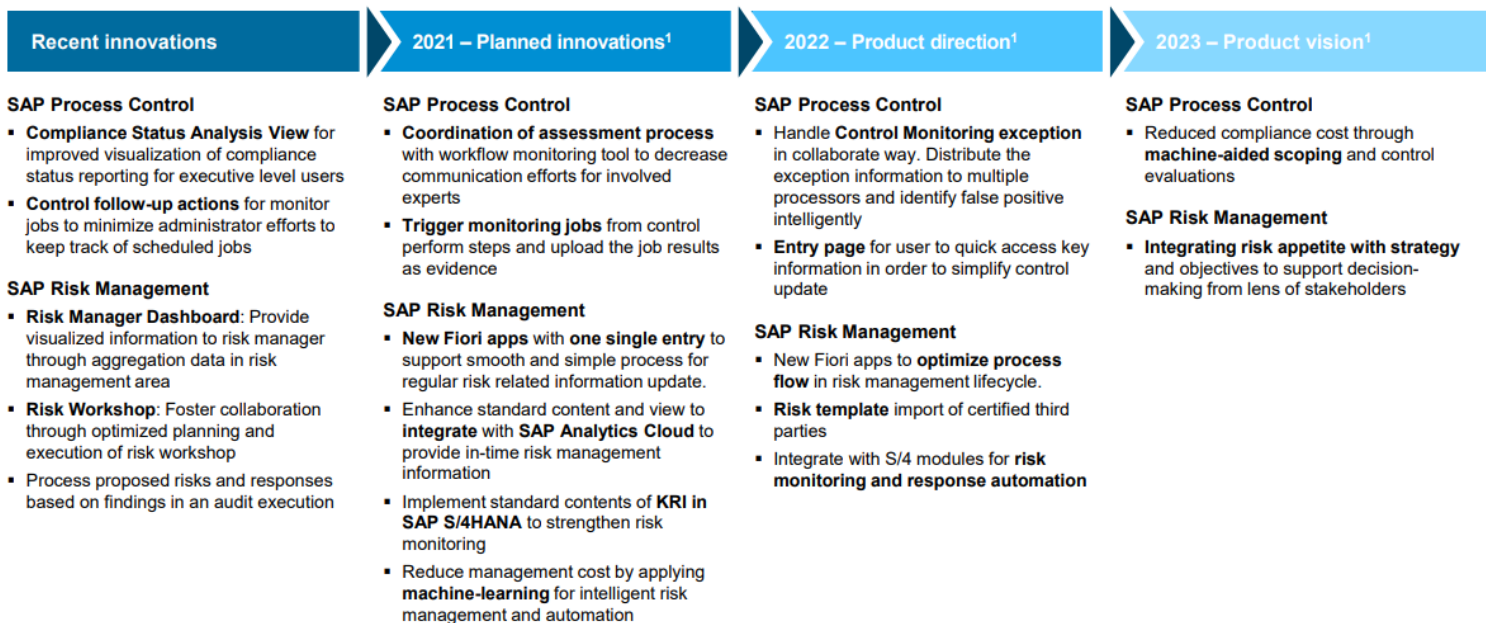 Recent innovations
2021 – Planned innovations¹
2022 – Product direction¹
2023 – Product vision¹
SAP Process Control
▪ Compliance Status Analysis View for
improved visualization of compliance
status reporting for executive level users
▪ Control follow-up actions for monitor
jobs to minimize administrator efforts to
keep track of scheduled jobs
SAP Risk Management
▪ Risk Manager Dashboard: Provide
visualized information to risk manager
through aggregation data in risk
management area
▪ Risk Workshop: Foster collaboration
through optimized planning and
execution of risk workshop
▪ Process proposed risks and responses
based on findings in an audit execution
SAP Process Control
▪ Coordination of assessment process
with workflow monitoring tool to decrease
communication efforts for involved
experts
▪ Trigger monitoring jobs from control
perform steps and upload the job results
as evidence
SAP Risk Management
▪ New Fiori apps with one single entry to
support smooth and simple process for
regular risk related information update.
▪ Enhance standard content and view to
integrate with SAP Analytics Cloud to
provide in-time risk management
information
▪ Implement standard contents of KRI in
SAP S/4HANA to strengthen risk
monitoring
▪ Reduce management cost by applying
machine-learning for intelligent risk
management and automation
SAP Process Control
▪ Handle Control Monitoring exception
in collaborate way. Distribute the
exception information to multiple
processors and identify false positive
intelligently
▪ Entry page for user to quick access key
information in order to simplify control
update
SAP Risk Management
▪ New Fiori apps to optimize process
flow in risk management lifecycle.
▪ Risk template import of certified third
parties
▪ Integrate with S/4 modules for risk
monitoring and response automation
SAP Process Control
▪ Reduced compliance cost through
machine-aided scoping and control
evaluations
SAP Risk Management
▪ Integrating risk appetite with strategy
and objectives to support decision-
making from lens of stakeholders